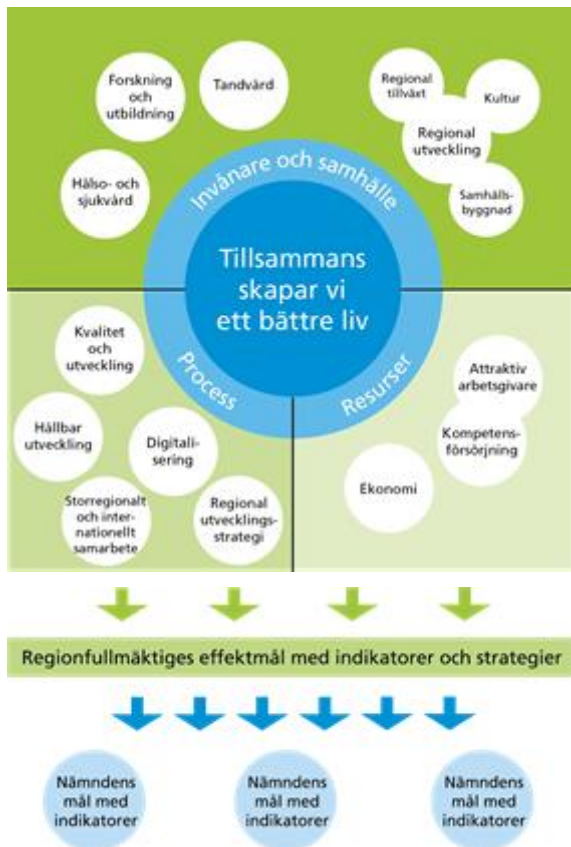 Forskning
och
utbildning
Tandvård
Regional
tillväxt
Kultur
Regional
utveckling
Hälso- och
sjukvård
Samhälls-
byggnad
Invånare och samhälle
Tillsammans
skapar vi
ett bättre liv
Process
Resurser
Kvalitet
och
utveckling
Hållbar
utveckling
Digitali-
sering
Storregionalt
och inter-
nationellt
samarbete
Regional
utvecklings-
strategi
Attraktiv
arbetsgivare
Kompetens-
försörjning
Ekonomi
Regionfullmäktiges effektmål med indikatorer och strategier
Nämndens
mål med
indikatorer
Nämndens
mål med
indikatorer
Nämndens
mål med
indikatorer